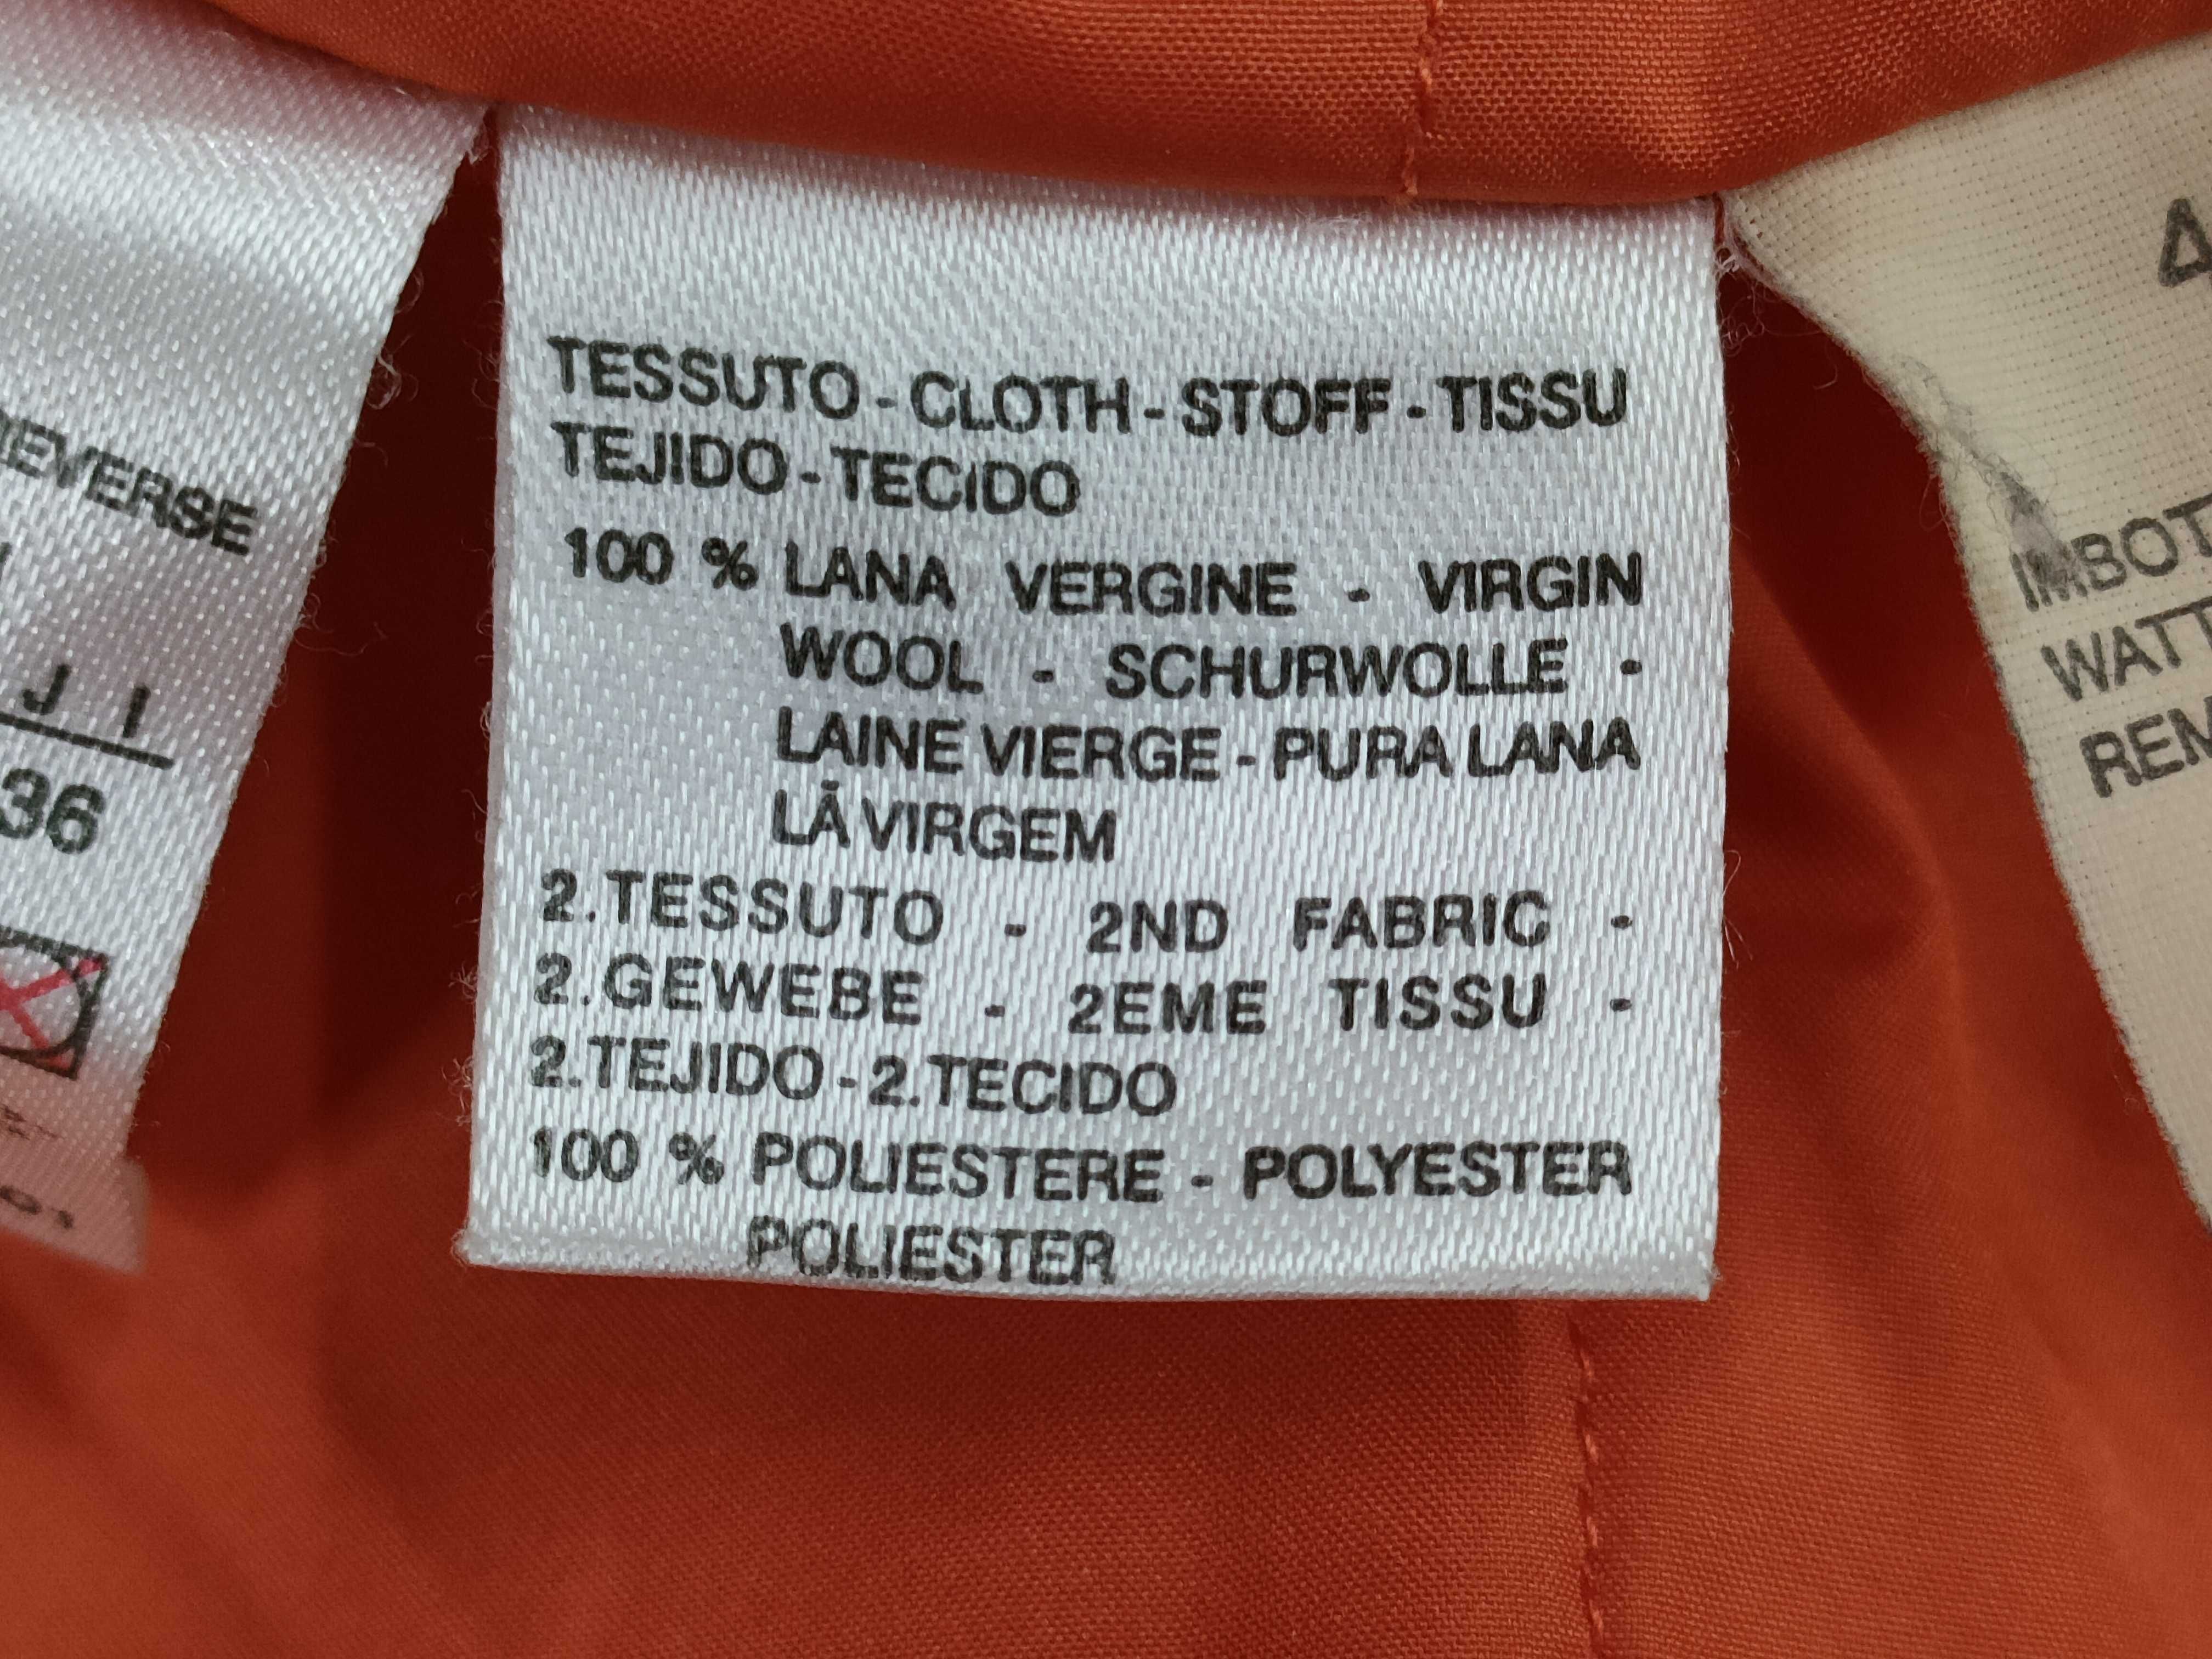 REVERSE
J I
36
TESSUTO - CLOTH - STOFF - TISSU
TEJIDO - TECIDO
100 % LANA VERGINE - VIRGIN
WOOL - SCHURWOLLE -
LAINE VIERGE - PURA LANA
LÃ VIRGEM
2.TESSUTO - 2ND FABRIC -
2.GEWEBE - 2EME TISSU -
2.TEJIDO - 2.TECIDO
100 % POLIESTERE - POLYESTER
POLIESTER
IMBOT
WATT
REM